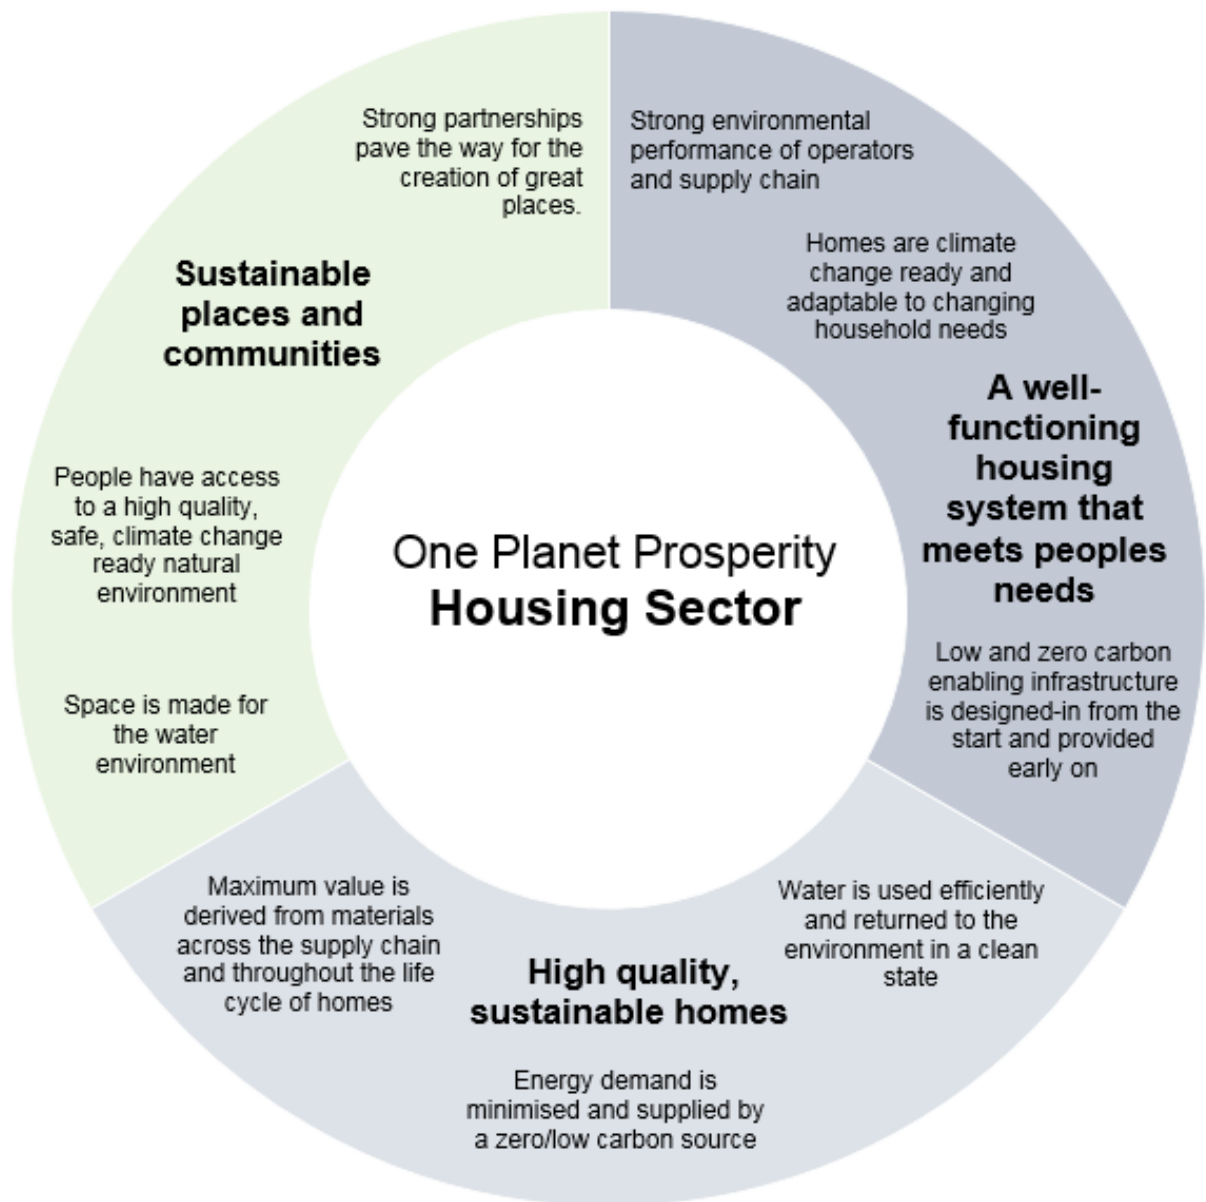 Strong partnerships
pave the way for the
creation of great
places.
Sustainable
places and
communities
People have access
to a high quality,
safe, climate change
ready natural
environment
Space is made for
the water
environment
Strong environmental
performance of operators
and supply chain
Homes are climate
change ready and
adaptable to changing
household needs
A well-
functioning
housing
system that
meets peoples
needs
Low and zero carbon
enabling infrastructure
is designed-in from the
start and provided
early on
One Planet Prosperity
Housing Sector
Maximum value is
derived from materials
across the supply chain
and throughout the life
cycle of homes
High quality,
sustainable homes
Water is used efficiently
and returned to the
environment in a clean
state
Energy demand is
minimised and supplied by
a zero/low carbon source